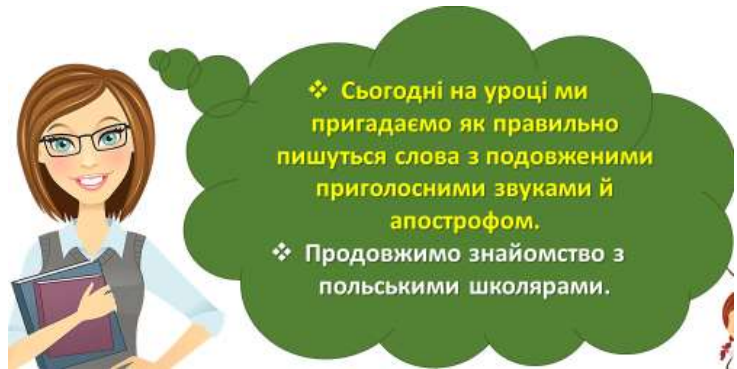 ❖ Сьогодні на уроці ми
пригадаємо як правильно
пишуться слова з подовженими
приголосними звуками й
апострофом.
❖ Продовжимо знайомство з
польськими школярами.